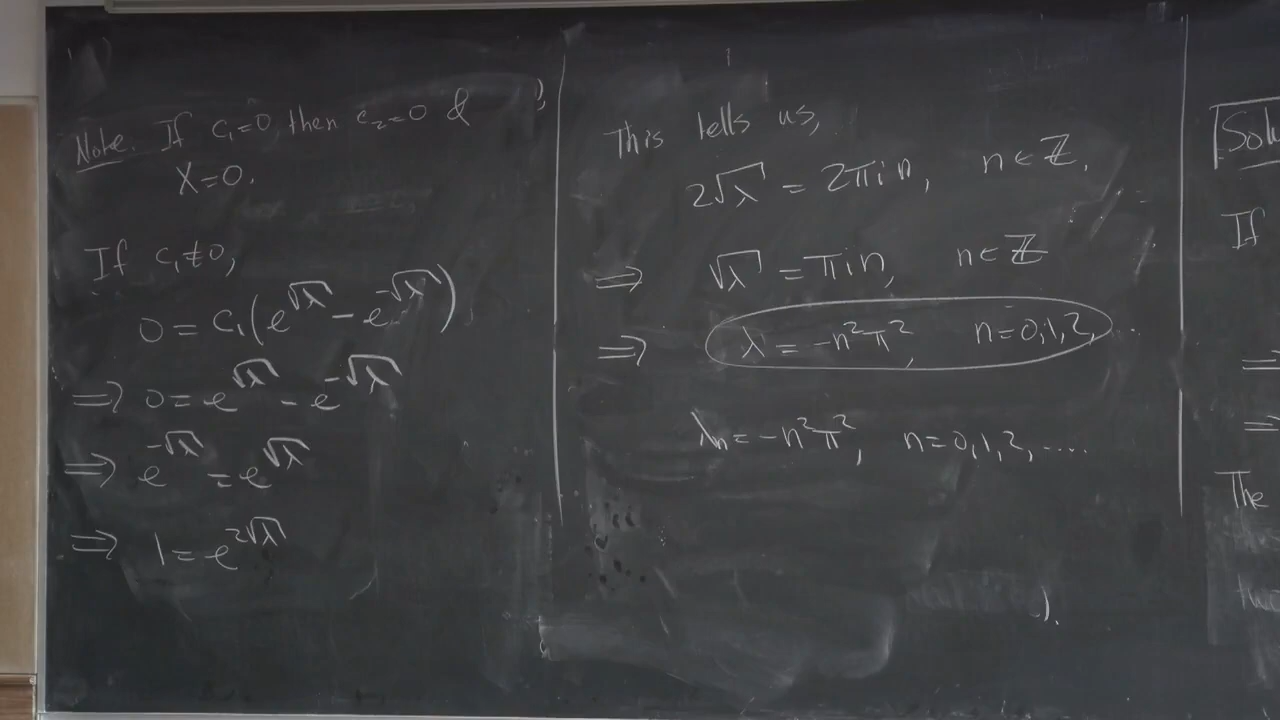 Note. If c₁=0, then c₂=0 &
X=0.
If c₁≠0,
0 = c₁(e^√λ - e^-√λ),
⇒ 0 = e^√λ - e^-√λ
⇒ e^-√λ = e^√λ
⇒ 1 = e^2√λ
This tells us,
2√λ = 2πin, n∈ℤ.
⇒ √λ = πin, n∈ℤ
⇒ λ = -n²π², n=0,1,2,...
λₙ = -n²π², n=0,1,2,....
).
If
⇒
⇒
The